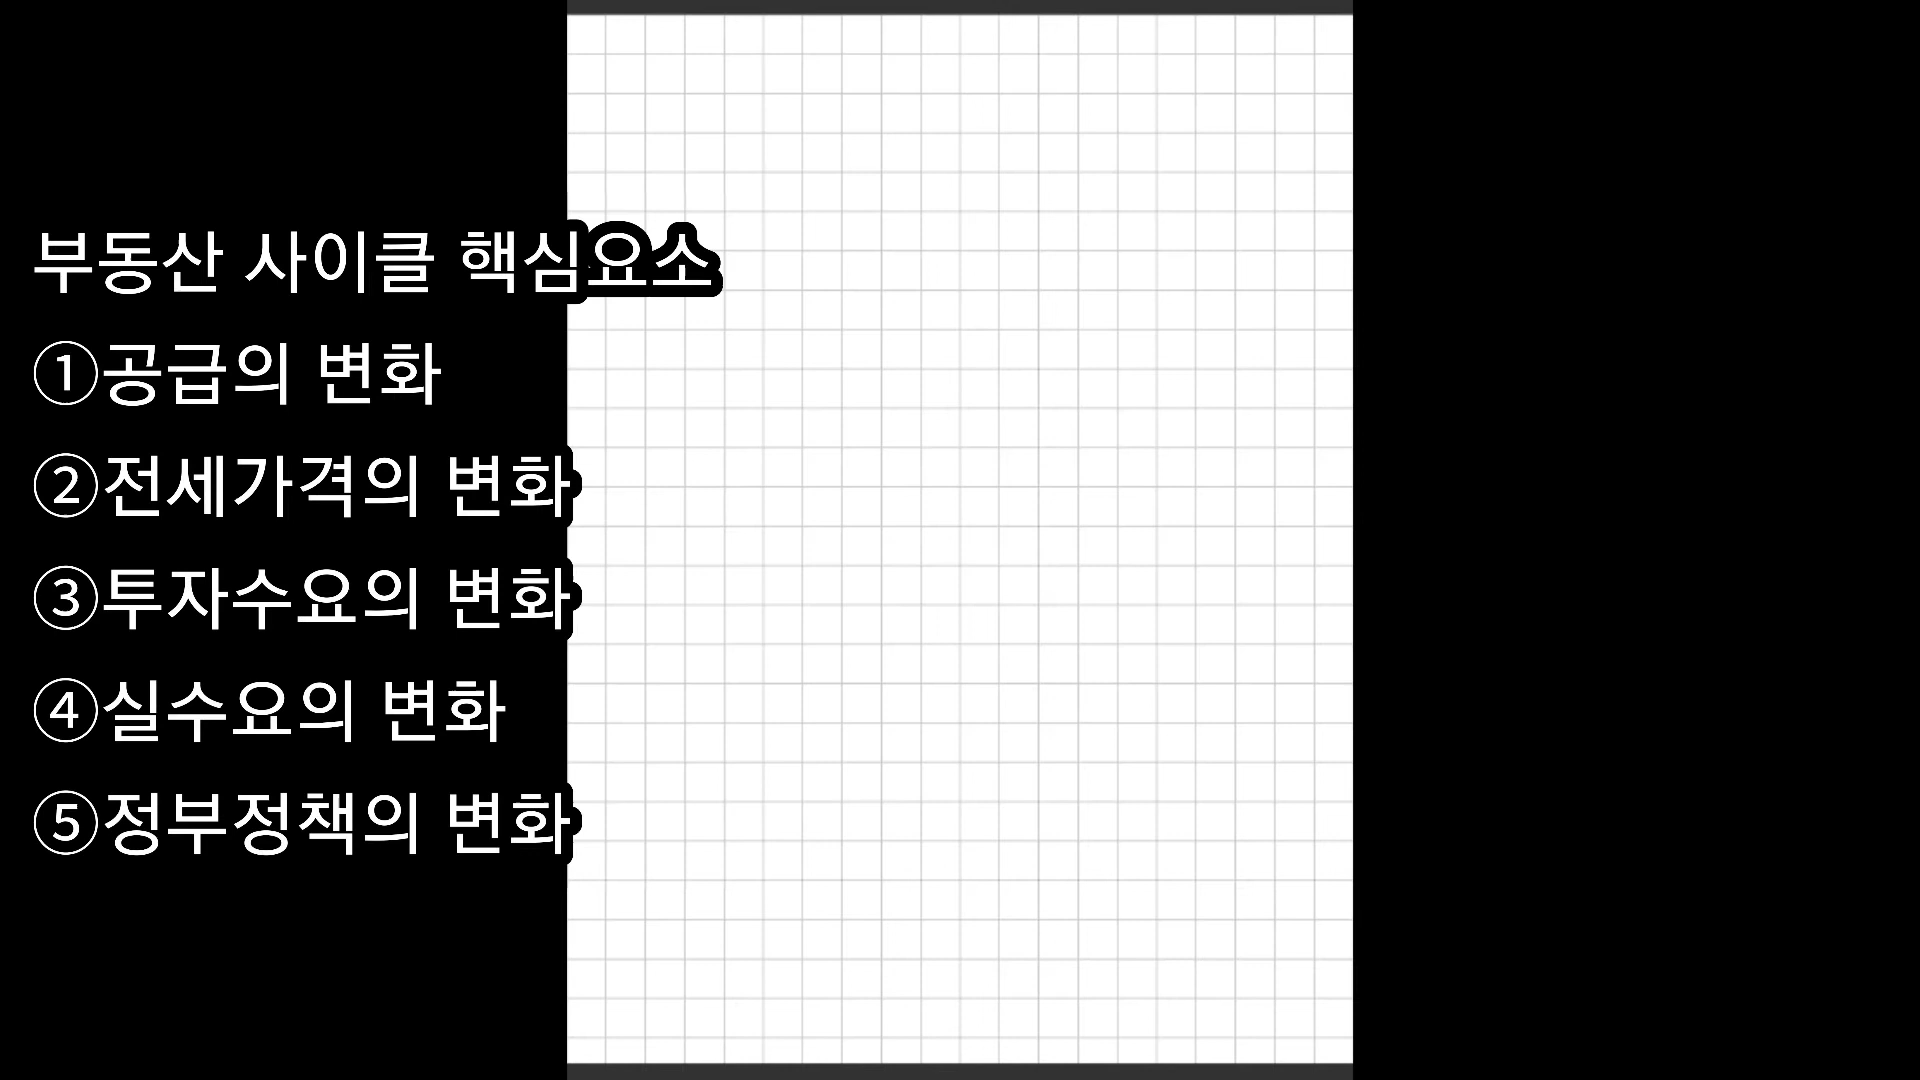 부동산 사이클 핵심요소
①공급의 변화
②전세가격의 변화
③투자수요의 변화
④실수요의 변화
⑤정부정책의 변화